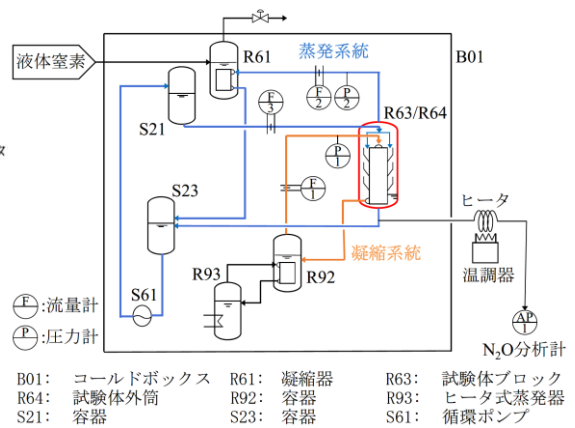 液体窒素
R61
蒸発系統
B01
F
2
P
2
F
3
S21
R63/R64
P
1
F
1
S23
ヒータ
凝縮系統
R93
R92
温調器
S61
F:流量計
P:圧力計
AP
1
N₂O分析計
B01: コールドボックス R61: 凝縮器 R63: 試験体ブロック
R64: 試験体外筒 R92: 容器 R93: ヒータ式蒸発器
S21: 容器 S23: 容器 S61: 循環ポンプ